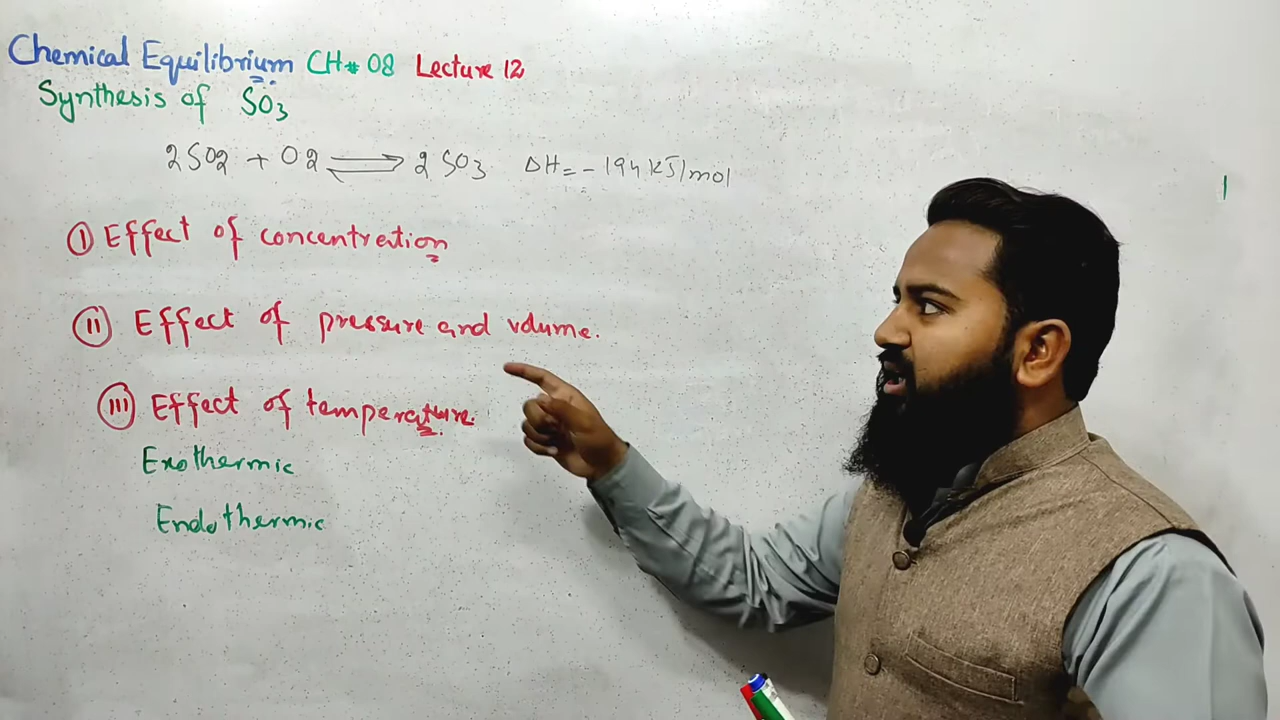 Chemical Equilibrium CH# 08 Lecture 12
Synthesis of SO3
2SO2 + O2 ⇌ 2SO3 ΔH = -194 kJ/mol
I Effect of concentration
II Effect of pressure and volume.
III Effect of temperature.
Exothermic
Endothermic